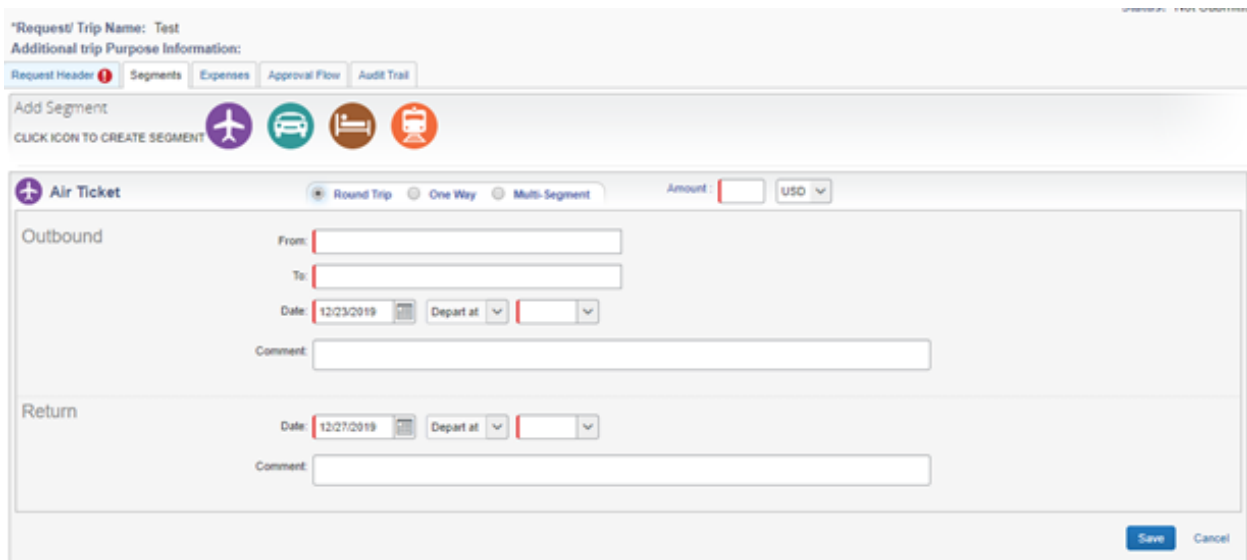 *Request/ Trip Name: Test
Additional trip Purpose Information:
Request Header Segments Expenses Approval Flow Audit Trail
Add Segment
CLICK ICON TO CREATE SEGMENT
Air Ticket Round Trip One Way Multi-Segment Amount : USD
Outbound From:
To:
Date: 12/23/2019 Depart at
Comment:
Return
Date: 12/27/2019 Depart at
Comment:
Save Cancel